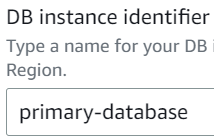 DB instance identifier
Type a name for your DB
Region.
primary-database